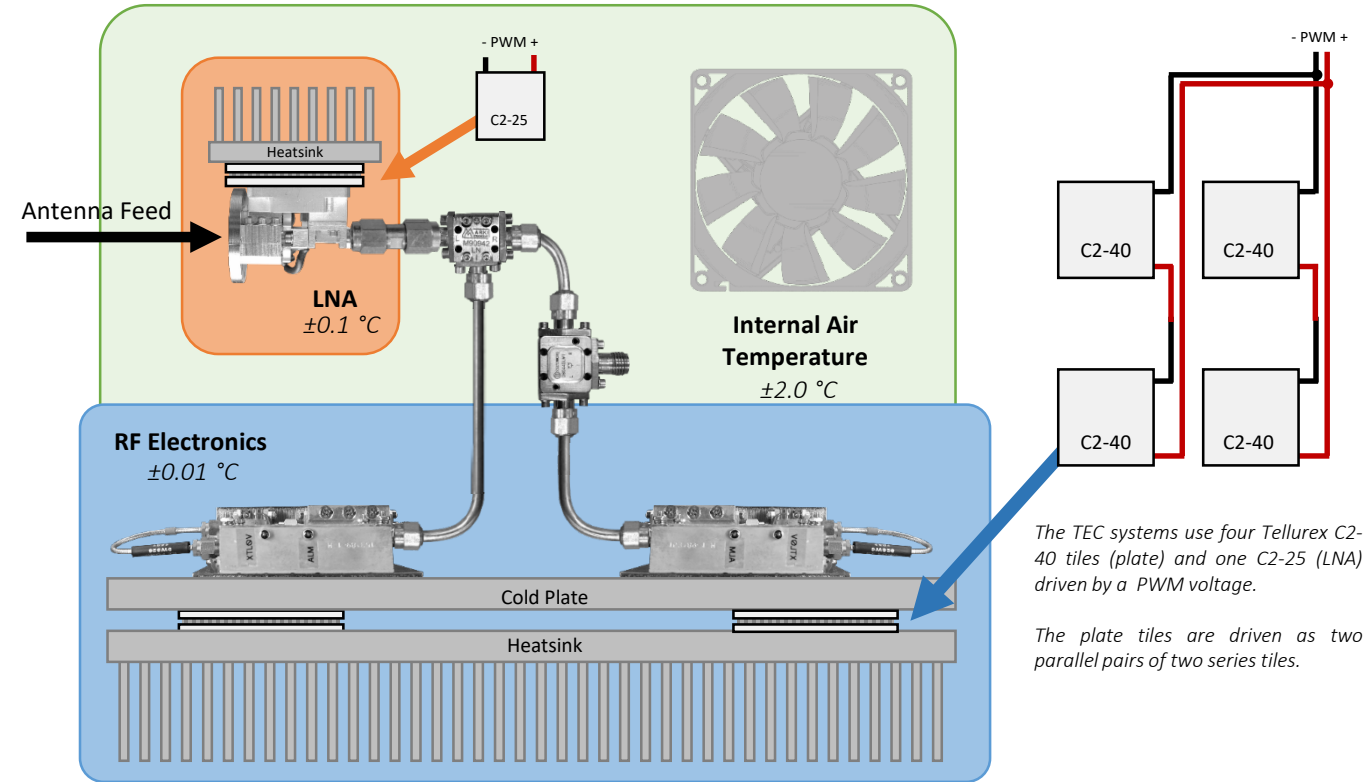 - PWM +
C2-25
Heatsink
Antenna Feed
LNA
±0.1 °C
L
R
M90942
LN
Internal Air
Temperature
±2.0 °C
RF Electronics
±0.01 °C
Cold Plate
Heatsink
- PWM +
C2-40
C2-40
C2-40
C2-40
The TEC systems use four Tellurex C2-
40 tiles (plate) and one C2-25 (LNA)
driven by a PWM voltage.
The plate tiles are driven as two
parallel pairs of two series tiles.